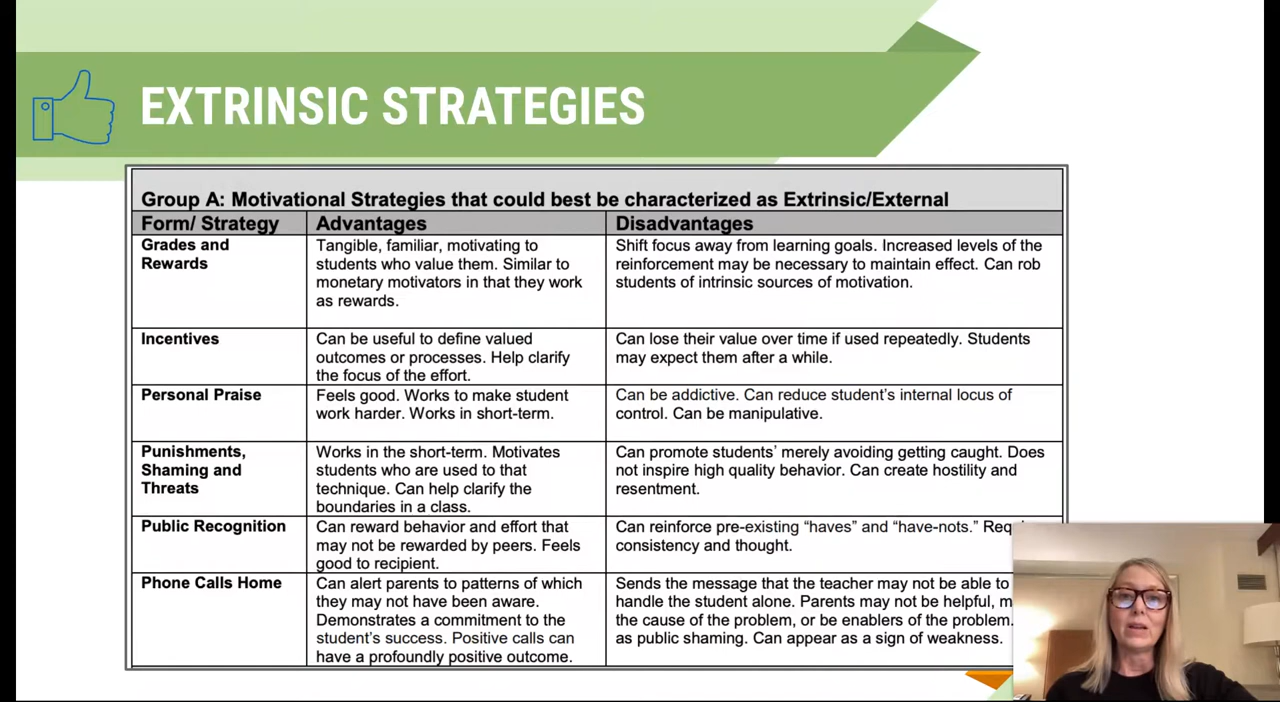 EXTRINSIC STRATEGIES
Group A: Motivational Strategies that could best be characterized as Extrinsic/External
Form/ Strategy
Advantages
Disadvantages
Grades and
Rewards
Tangible, familiar, motivating to
students who value them. Similar to
monetary motivators in that they work
as rewards.
Shift focus away from learning goals. Increased levels of the
reinforcement may be necessary to maintain effect. Can rob
students of intrinsic sources of motivation.
Incentives
Can be useful to define valued
outcomes or processes. Help clarify
the focus of the effort.
Can lose their value over time if used repeatedly. Students
may expect them after a while.
Personal Praise
Feels good. Works to make student
work harder. Works in short-term.
Can be addictive. Can reduce student’s internal locus of
control. Can be manipulative.
Punishments,
Shaming and
Threats
Works in the short-term. Motivates
students who are used to that
technique. Can help clarify the
boundaries in a class.
Can promote students’ merely avoiding getting caught. Does
not inspire high quality behavior. Can create hostility and
resentment.
Public Recognition
Can reward behavior and effort that
may not be rewarded by peers. Feels
good to recipient.
Can reinforce pre-existing “haves” and “have-nots.”
consistency and thought.
Phone Calls Home
Can alert parents to patterns of which
they may not have been aware.
Demonstrates a commitment to the
student’s success. Positive calls can
have a profoundly positive outcome.
Sends the message that the teacher may not be able to
handle the student alone. Parents may not be helpful,
the cause of the problem, or be enablers of the problem.
as public shaming. Can appear as a sign of weakness.